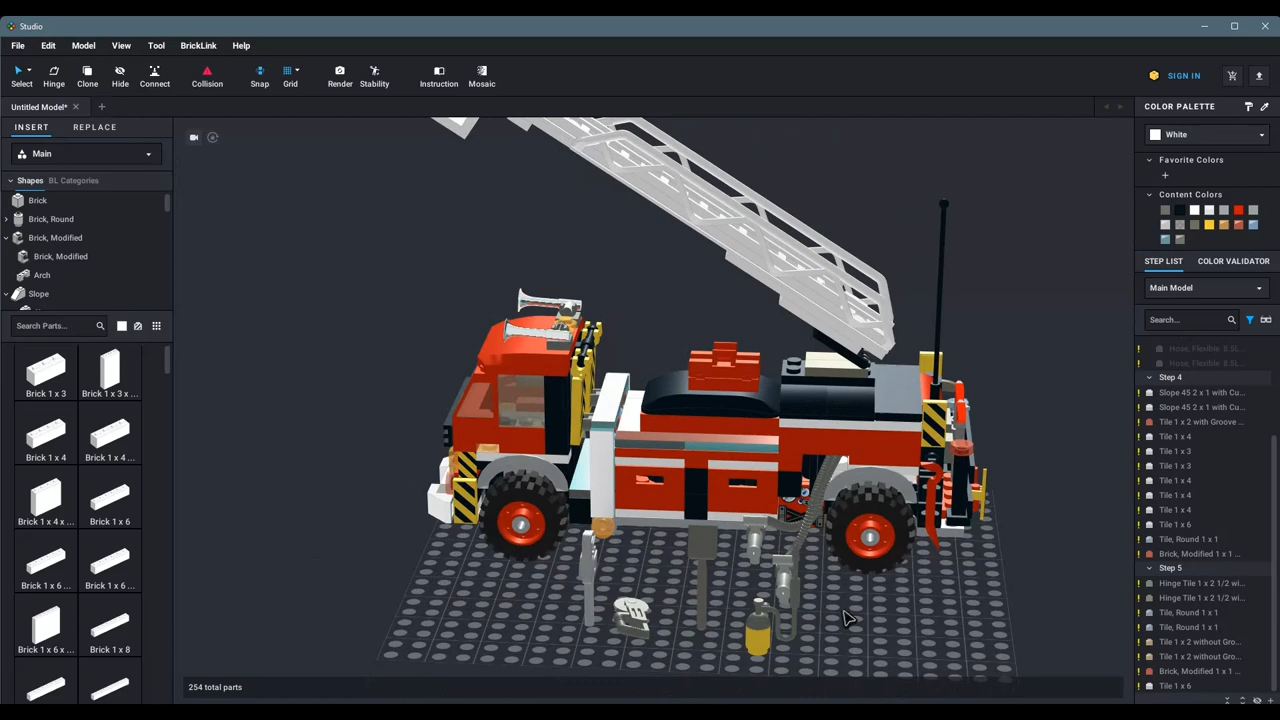 Studio
File Edit Model View Tool BrickLink Help
Select Hinge Clone Hide Connect Collision Snap Grid Render Stability Instruction Mosaic SIGN IN
Untitled Model*
INSERT REPLACE
Main
Shapes BL Categories
Brick
Brick, Round
Brick, Modified
Brick, Modified
Arch
Slope
Search Parts...
Brick 1 x 3 Brick 1 x 3 x ...
Brick 1 x 4 Brick 1 x 4 ...
Brick 1 x 4 x ... Brick 1 x 6
Brick 1 x 6 ... Brick 1 x 6 ...
Brick 1 x 6 x ... Brick 1 x 8
254 total parts
COLOR PALETTE
White
Favorite Colors
+
Content Colors
STEP LIST COLOR VALIDATOR
Main Model
Search...
Hose, Flexible 8.5L...
Hose, Flexible 8.5L...
Step 4
Slope 45 2 x 1 with Cu...
Slope 45 2 x 1 with Cu...
Tile 1 x 2 with Groove ...
Tile 1 x 4
Tile 1 x 3
Tile 1 x 3
Tile 1 x 4
Tile 1 x 4
Tile 1 x 4
Tile 1 x 6
Tile, Round 1 x 1
Brick, Modified 1 x 1 ...
Step 5
Hinge Tile 1 x 2 1/2 wi...
Hinge Tile 1 x 2 1/2 wi...
Tile, Round 1 x 1
Tile, Round 1 x 1
Tile 1 x 2 without Gro...
Tile 1 x 2 without Gro...
Brick, Modified 1 x 1 ...
Tile 1 x 6